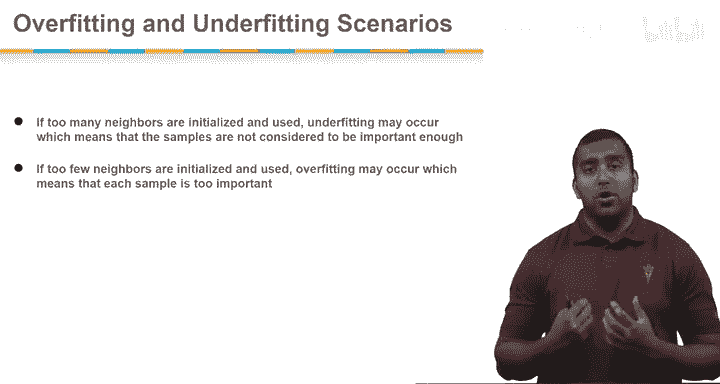 Overfitting and Underfitting Scenarios
If too many neighbors are initialized and used, underfitting may occur
which means that the samples are not considered to be important enough
If too few neighbors are initialized and used, overfitting may occur which
means that each sample is too important